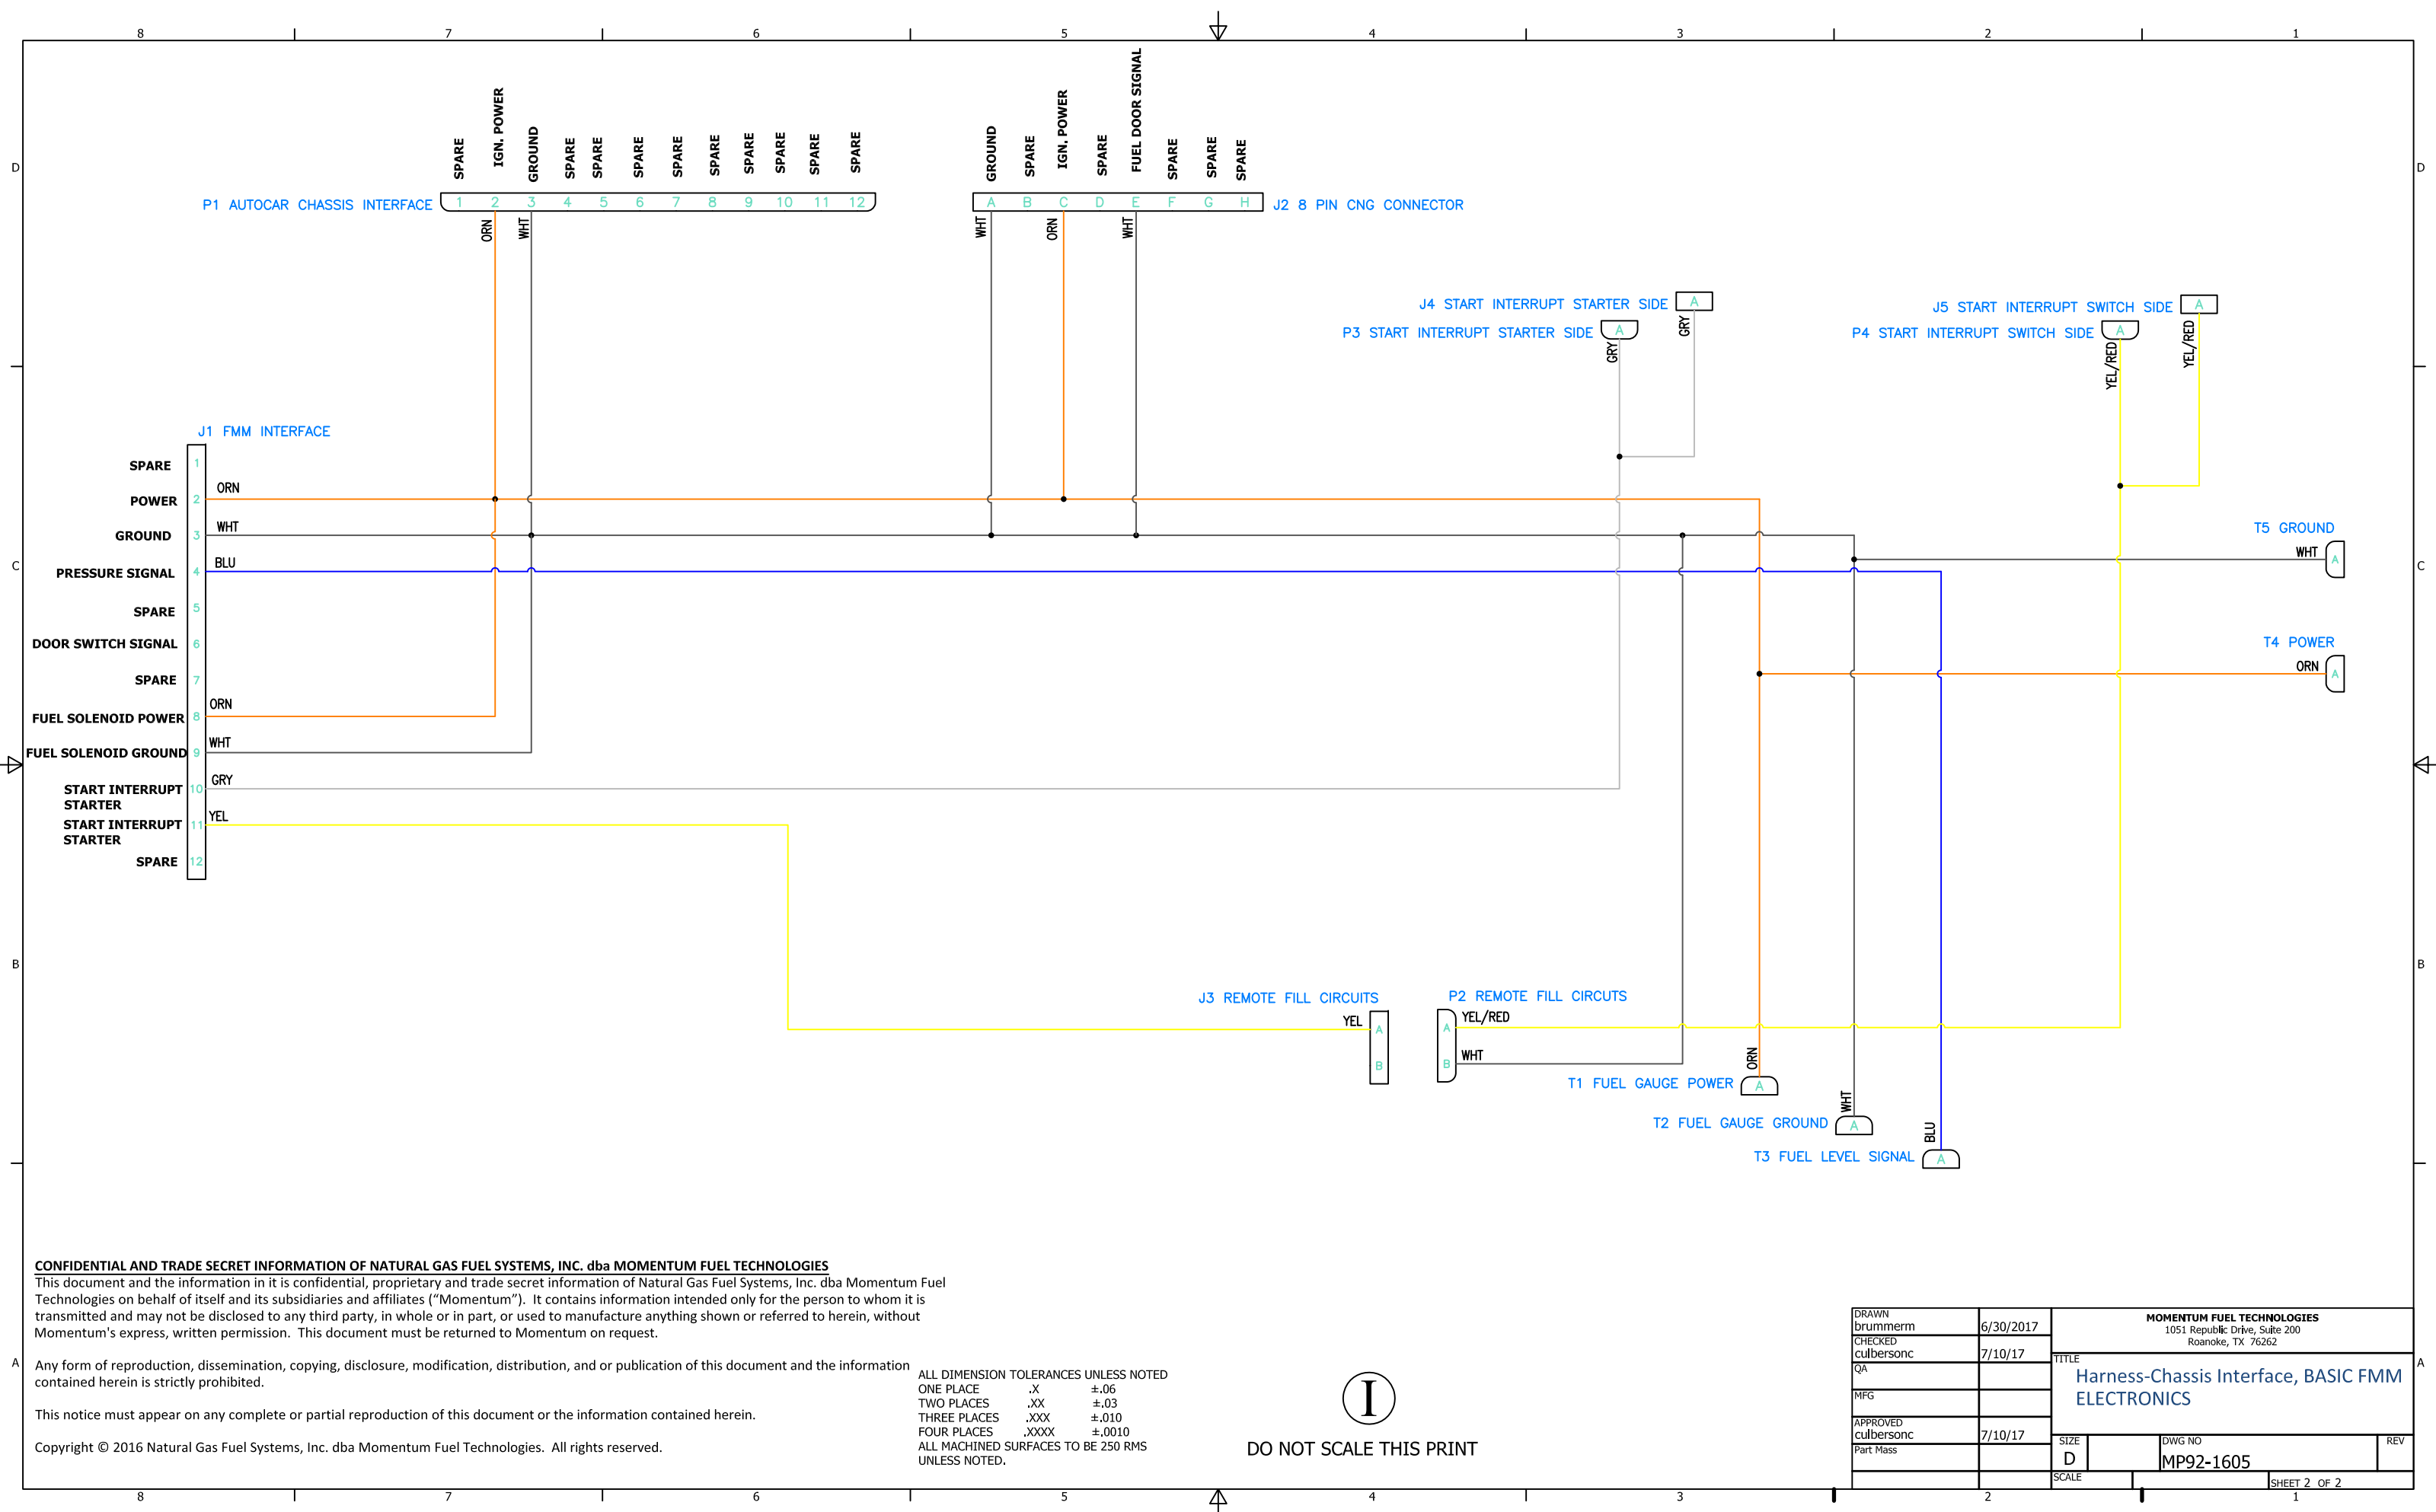 8 7 6 5 4 3 2 1
D
D
C
C
B
B
A
A
SPARE
IGN. POWER
GROUND
SPARE
SPARE
SPARE
SPARE
SPARE
SPARE
SPARE
SPARE
SPARE
P1 AUTOCAR CHASSIS INTERFACE
1 2 3 4 5 6 7 8 9 10 11 12
ORN
WHT
GROUND
SPARE
IGN. POWER
SPARE
FUEL DOOR SIGNAL
SPARE
SPARE
SPARE
A B C D E F G H
J2 8 PIN CNG CONNECTOR
WHT
ORN
WHT
J4 START INTERRUPT STARTER SIDE
A
GRY
P3 START INTERRUPT STARTER SIDE
A
GRY
J5 START INTERRUPT SWITCH SIDE
A
YEL/RED
P4 START INTERRUPT SWITCH SIDE
A
YEL/RED
J1 FMM INTERFACE
SPARE 1
POWER 2 ORN
GROUND 3 WHT
PRESSURE SIGNAL 4 BLU
SPARE 5
DOOR SWITCH SIGNAL 6
SPARE 7
FUEL SOLENOID POWER 8 ORN
FUEL SOLENOID GROUND 9 WHT
START INTERRUPT 10 GRY
STARTER
START INTERRUPT 11 YEL
STARTER
SPARE 12
T5 GROUND
WHT A
T4 POWER
ORN A
J3 REMOTE FILL CIRCUITS
YEL A
B
P2 REMOTE FILL CIRCUTS
A YEL/RED
B WHT
ORN
T1 FUEL GAUGE POWER A
WHT
T2 FUEL GAUGE GROUND A
BLU
T3 FUEL LEVEL SIGNAL A
CONFIDENTIAL AND TRADE SECRET INFORMATION OF NATURAL GAS FUEL SYSTEMS, INC. dba MOMENTUM FUEL TECHNOLOGIES
This document and the information in it is confidential, proprietary and trade secret information of Natural Gas Fuel Systems, Inc. dba Momentum Fuel
Technologies on behalf of itself and its subsidiaries and affiliates (“Momentum”). It contains information intended only for the person to whom it is
transmitted and may not be disclosed to any third party, in whole or in part, or used to manufacture anything shown or referred to herein, without
Momentum's express, written permission. This document must be returned to Momentum on request.
Any form of reproduction, dissemination, copying, disclosure, modification, distribution, and or publication of this document and the information
contained herein is strictly prohibited.
This notice must appear on any complete or partial reproduction of this document or the information contained herein.
Copyright © 2016 Natural Gas Fuel Systems, Inc. dba Momentum Fuel Technologies. All rights reserved.
ALL DIMENSION TOLERANCES UNLESS NOTED
ONE PLACE .X ±.06
TWO PLACES .XX ±.03
THREE PLACES .XXX ±.010
FOUR PLACES .XXXX ±.0010
ALL MACHINED SURFACES TO BE 250 RMS
UNLESS NOTED.
I
DO NOT SCALE THIS PRINT
DRAWN
brummerm 6/30/2017
CHECKED
culbersonc 7/10/17
QA
MFG
APPROVED
culbersonc 7/10/17
Part Mass
MOMENTUM FUEL TECHNOLOGIES
1051 Republic Drive, Suite 200
Roanoke, TX 76262
TITLE
Harness-Chassis Interface, BASIC FMM
ELECTRONICS
SIZE
D
DWG NO
MP92-1605
REV
SCALE
SHEET 2 OF 2
8 7 6 5 4 3 2 1